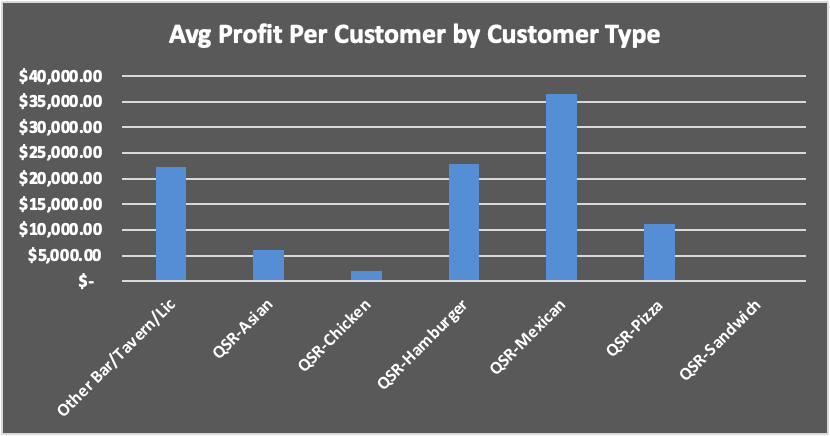 Avg Profit Per Customer by Customer Type
$40,000.00
$35,000.00
$30,000.00
$25,000.00
$20,000.00
$15,000.00
$10,000.00
$5,000.00
$-
Other Bar/Tavern/Lic
QSR-Asian
QSR-Chicken
QSR-Hamburger
QSR-Mexican
QSR-Pizza
QSR-Sandwich